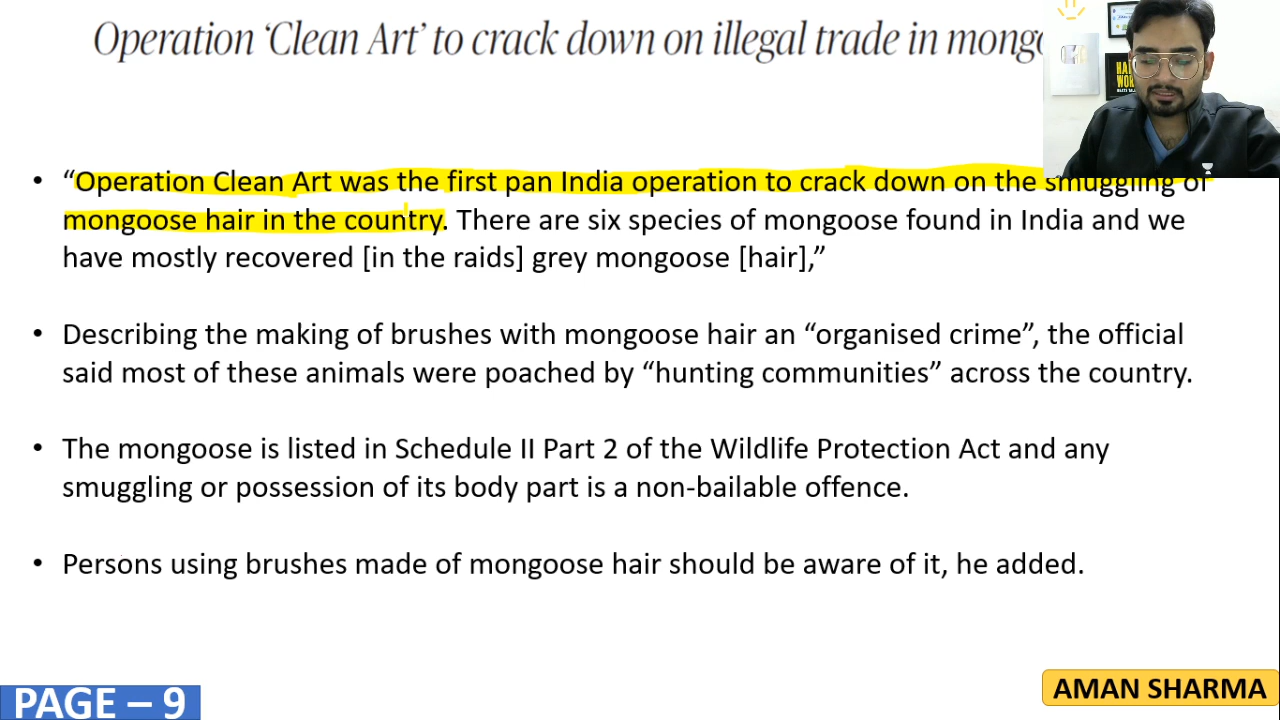 Operation ‘Clean Art’ to crack down on illegal trade in
• “Operation Clean Art was the first pan India operation to crack down on the smuggling of
mongoose hair in the country. There are six species of mongoose found in India and we
have mostly recovered [in the raids] grey mongoose [hair],”
• Describing the making of brushes with mongoose hair an “organised crime”, the official
said most of these animals were poached by “hunting communities” across the country.
• The mongoose is listed in Schedule II Part 2 of the Wildlife Protection Act and any
smuggling or possession of its body part is a non-bailable offence.
• Persons using brushes made of mongoose hair should be aware of it, he added.
PAGE – 9
AMAN SHARMA